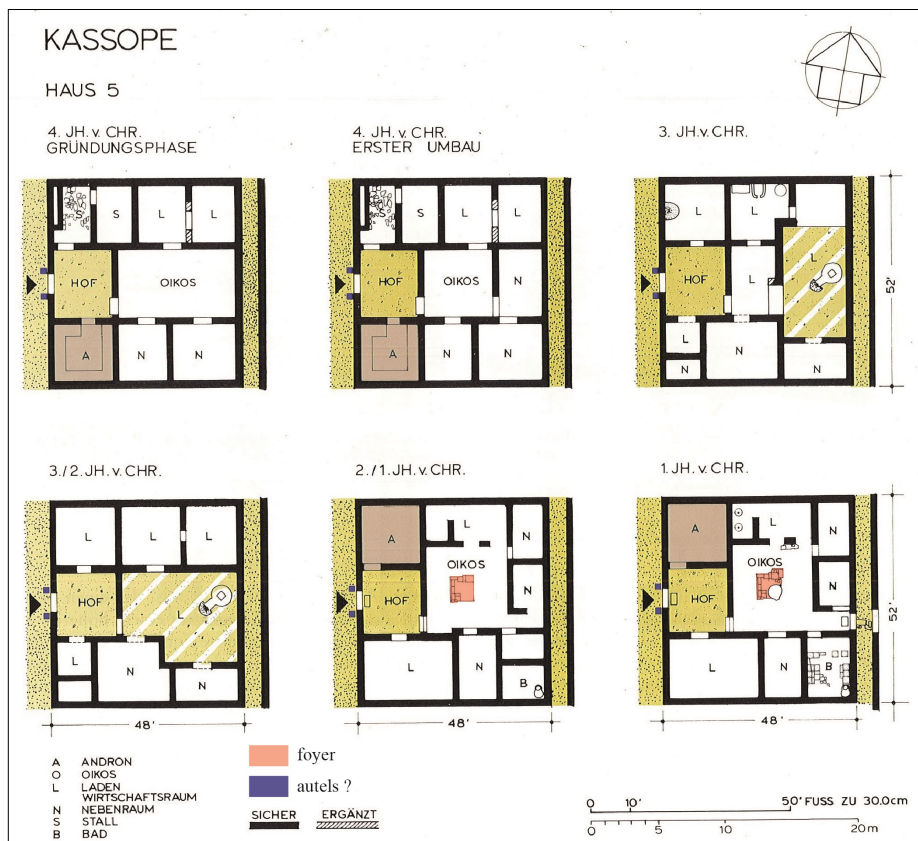 KASSOPE
HAUS 5
4. JH. v. CHR.
GRÜNDUNGSPHASE
S S L L
HOF OIKOS
A N N
4. JH. v. CHR.
ERSTER UMBAU
S S L L
HOF OIKOS N
A N N
3. JH. v. CHR.
L L
L
HOF L
L N
N N
52'
3./2. JH. v. CHR.
L L L
HOF L
L N N
48'
2./1. JH. v. CHR.
L N
A
OIKOS
N
HOF
L N B
48'
1. JH. v. CHR.
L N
A
OIKOS
N
HOF
L N B
48'
52'
A ANDRON
O OIKOS
L LADEN
WIRTSCHAFTSRAUM
N NEBENRAUM
S STALL
B BAD
foyer
autels ?
SICHER ERGÄNZT
0 10' 50' FUSS ZU 30.0cm
0 5 10 20 m